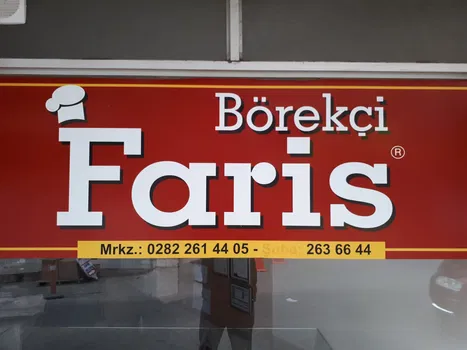 Börekçi
Faris®
Mrkz.: 0282 261 44 05 - Şube: 263 66 44